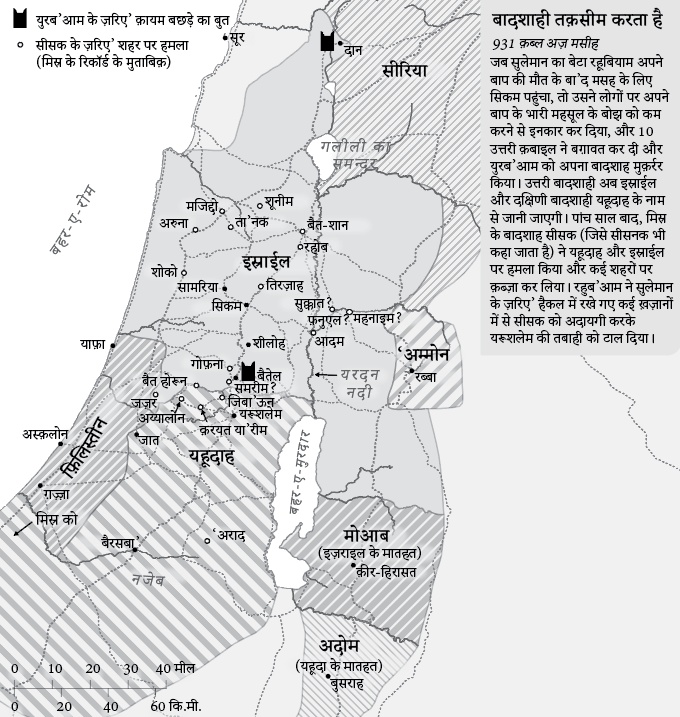 युरब'आम के ज़रिए' क़ायम बछड़े का बुत
सीसक के ज़रिए' शहर पर हमला
(मिस्र के रिकॉर्ड के मुताबिक़)
बादशाही तक़सीम करता है
931 क़ब्ल अज़ मसीह
जब सुलेमान का बेटा रहूबियाम अपने
बाप की मौत के बा'द मसह के लिए
सिकम पहुंचा, तो उसने लोगों पर अपने
बाप के भारी महसूल के बोझ को कम
करने से इनकार कर दिया, और 10
उत्तरी क़बाइल ने बग़ावत कर दी और
युरब'आम को अपना बादशाह मुक़र्रर
किया। उत्तरी बादशाही अब इस्राईल
और दक्षिणी बादशाही यहूदाह के नाम
से जानी जाएगी। पांच साल बाद, मिस्र
के बादशाह सीसक (जिसे सीसनक भी
कहा जाता है) ने यहूदाह और इस्राईल
पर हमला किया और कई शहरों पर
क़ब्ज़ा कर लिया। रहुब'आम ने सुलेमान
के ज़रिए' हैकल में रखे गए कई ख़ज़ानों
में से सीसक को अदायगी करके
यरूशलेम की तबाही को टाल दिया।
सूर
दान
सीरिया
गलीली का
समन्दर
बहर-ए-रोम
मजिद्दो
शूनीम
अरुना
ता'नक
बैत-शान
रहोब
इस्राईल
शोको
सामरिया
तिरज़ाह
सिकम
सुक्कात?
फ़नुएल?
महनाइम?
आदम
याफ़ा
शीलोह
अम्मोन
रब्बा
गोफ़ना
बैतेल
समरीम?
यरदन
नदी
बैत होरून
जिबा'ऊन
जज़र
यरूशलेम
अय्यालोन
क़रयत या'रीम
अस्क़लोन
फ़िलिस्तीन
जात
यहूदाह
बहर-ए-मुरदार
ग़ज़्ज़ा
मिस्र को
बैरसबा'
'अराद
मोआब
(इज़राइल के मातहत)
क़ीर-हिरासत
नजेब
अदोम
(यहूदा के मातहत)
बुसराह
0 10 20 30 40 मील
0 20 40 60 कि.मी.